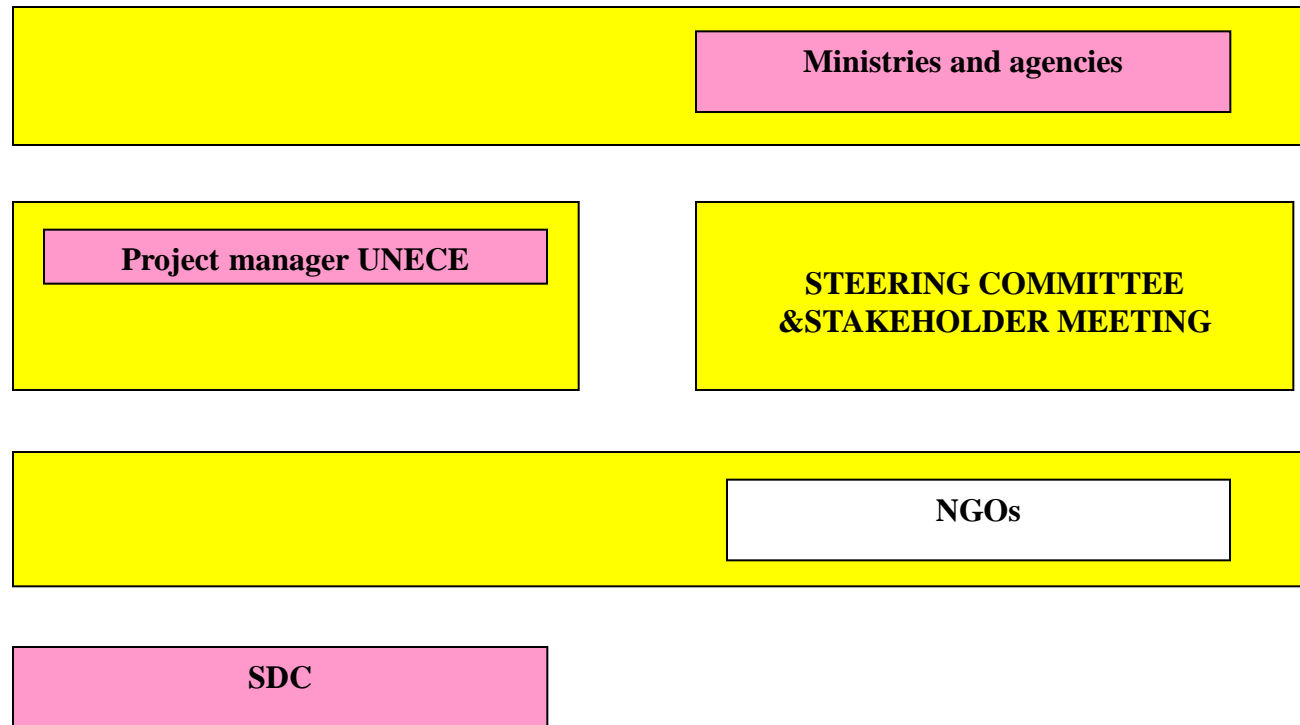 Ministries and agencies
Project manager UNECE
STEERING COMMITTEE
&STAKEHOLDER MEETING
NGOs
SDC